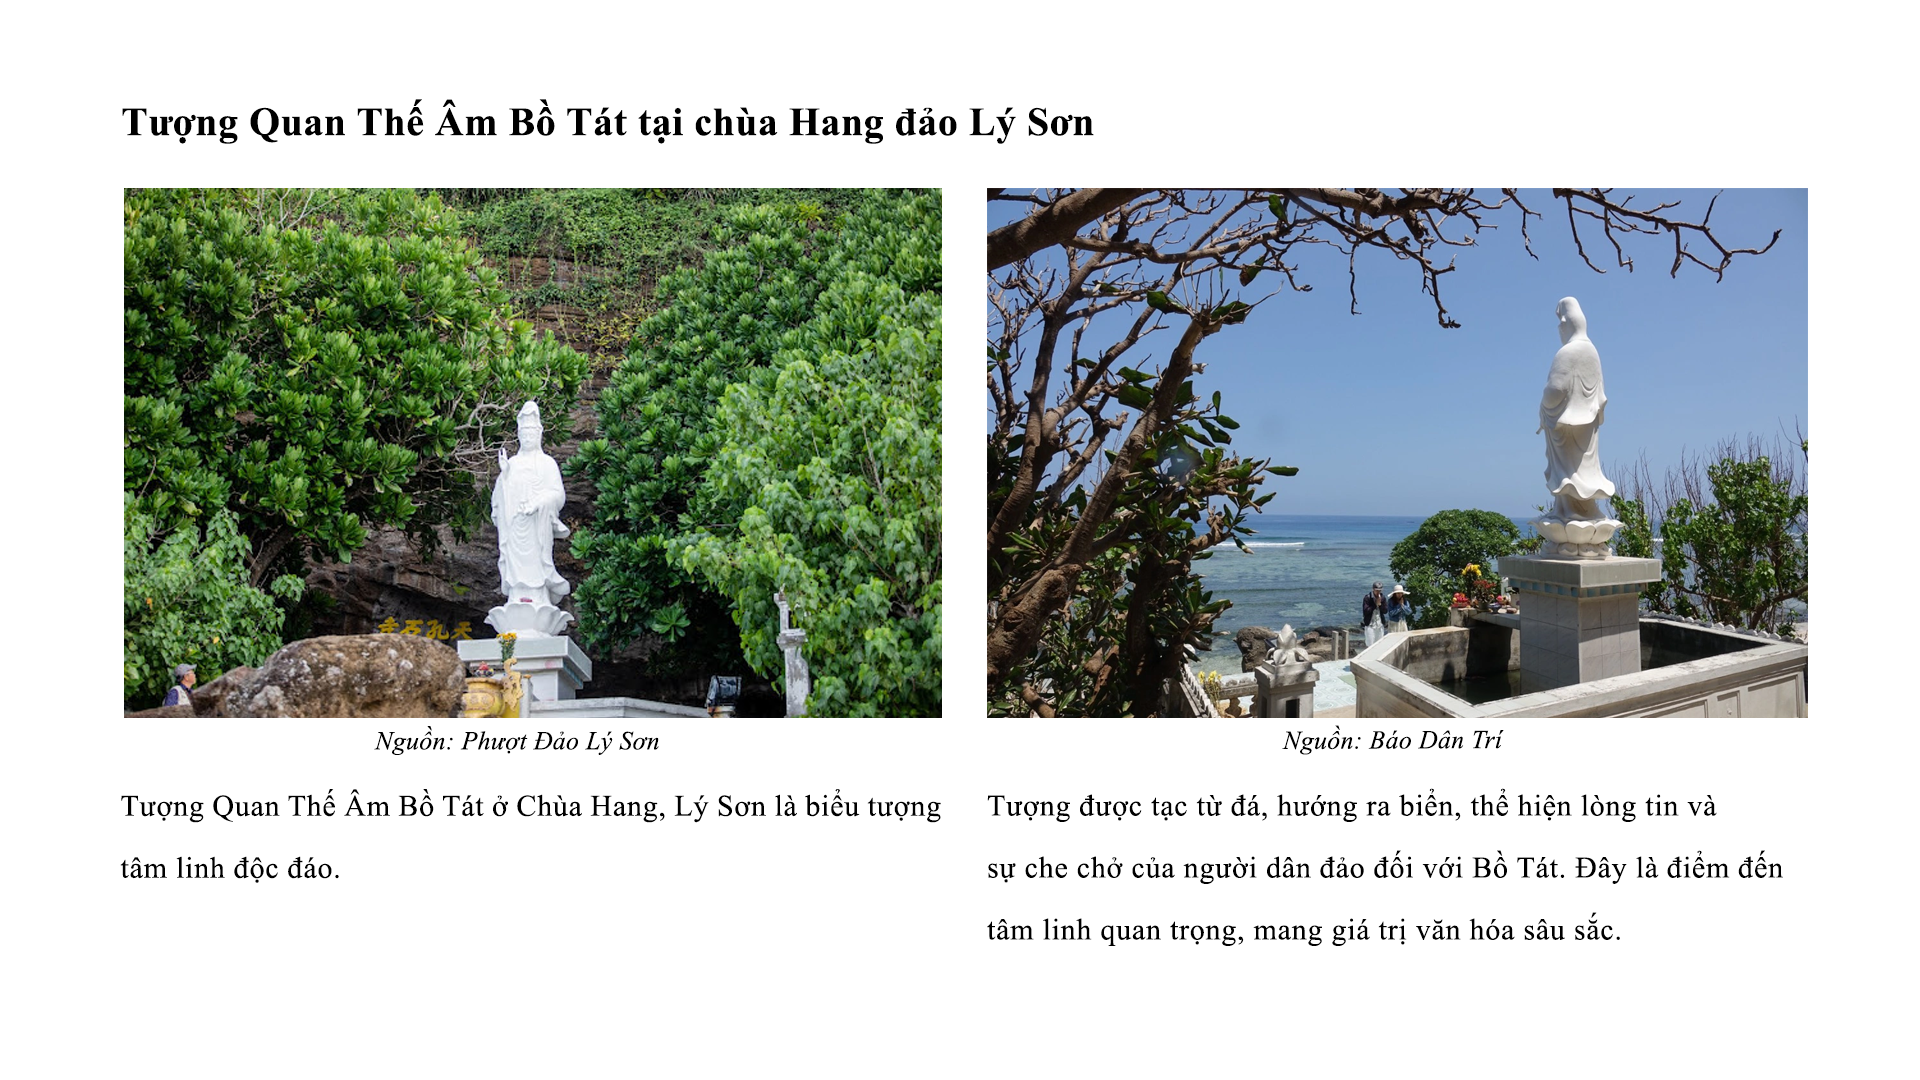 Tượng Quan Thế Âm Bồ Tát tại chùa Hang đảo Lý Sơn
天孔石寺
Nguồn: Phượt Đảo Lý Sơn
Nguồn: Báo Dân Trí
Tượng Quan Thế Âm Bồ Tát ở Chùa Hang, Lý Sơn là biểu tượng
tâm linh độc đáo.
Tượng được tạc từ đá, hướng ra biển, thể hiện lòng tin và
sự che chở của người dân đảo đối với Bồ Tát. Đây là điểm đến
tâm linh quan trọng, mang giá trị văn hóa sâu sắc.